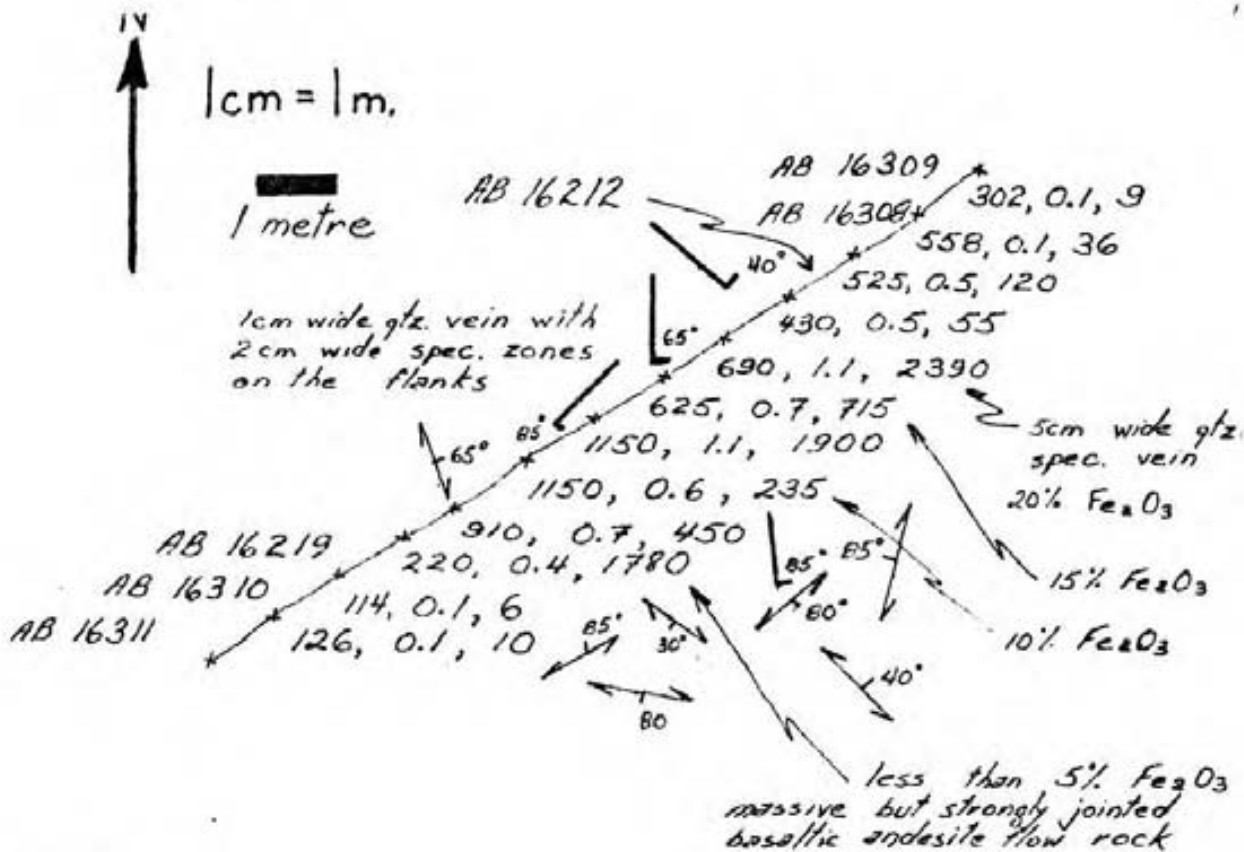 N
1cm = 1m.
1 metre
AB 16309
AB 16212
AB 16308
302, 0.1, 9
558, 0.1, 36
40°
525, 0.5, 120
1cm wide qtz. vein with
2cm wide spec. zones
on the flanks
65°
430, 0.5, 55
690, 1.1, 2390
625, 0.7, 715
5cm wide qtz.
spec. vein
20% Fe2O3
85°
1150, 1.1, 1900
65°
1150, 0.6, 235
910, 0.7, 450
85°
85°
AB 16219
220, 0.4, 1780
15% Fe2O3
AB 16310
114, 0.1, 6
80°
AB 16311
126, 0.1, 10
85°
30°
10% Fe2O3
40°
80
less than 5% Fe2O3
massive but strongly jointed
basaltic andesite flow rock